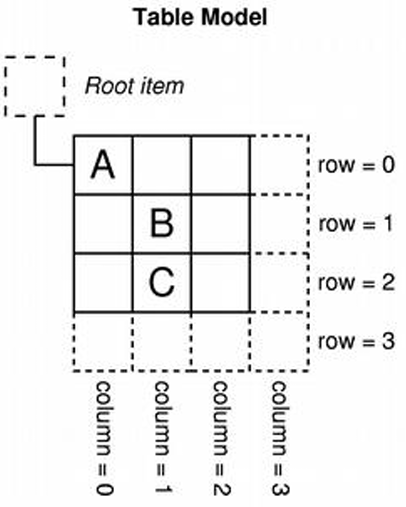 Table Model
Root item
A
row = 0
B
row = 1
C
row = 2
row = 3
column = 0
column = 1
column = 2
column = 3